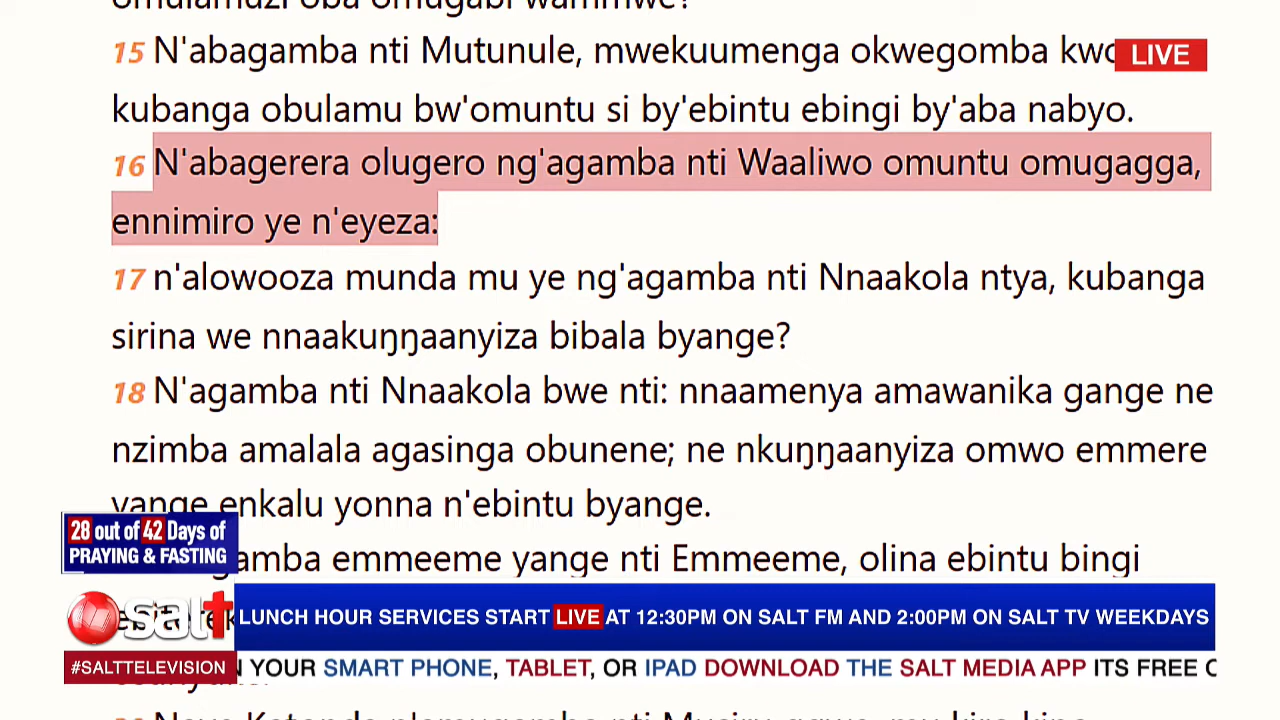 omulamuzi oba omugabi wammwe?
15 N'abagamba nti Mutunule, mwekuumenga okwegomba
LIVE
kubanga obulamu bw'omuntu si by'ebintu ebingi by'aba nabyo.
16 N'abagerera olugero ng'agamba nti Waaliwo omuntu omugagga,
ennimiro ye n'eyeza:
17 n'alowooza munda mu ye ng'agamba nti Nnaakola ntya, kubanga
sirina we nnaakuŋŋaanyiza bibala byange?
18 N'agamba nti Nnaakola bwe nti: nnaamenya amawanika gange ne
nzimba amalala agasinga obunene; ne nkuŋŋaanyiza omwo emmere
yange enkalu yonna n'ebintu byange.
28 out of 42 Days of
PRAYING & FASTING
emmeeme yange nti Emmeeme, olina ebintu bingi
salt
LUNCH HOUR SERVICES START LIVE AT 12:30PM ON SALT FM AND 2:00PM ON SALT TV WEEKDAYS
#SALTTELEVISION
YOUR SMART PHONE, TABLET, OR IPAD DOWNLOAD THE SALT MEDIA APP ITS FREE